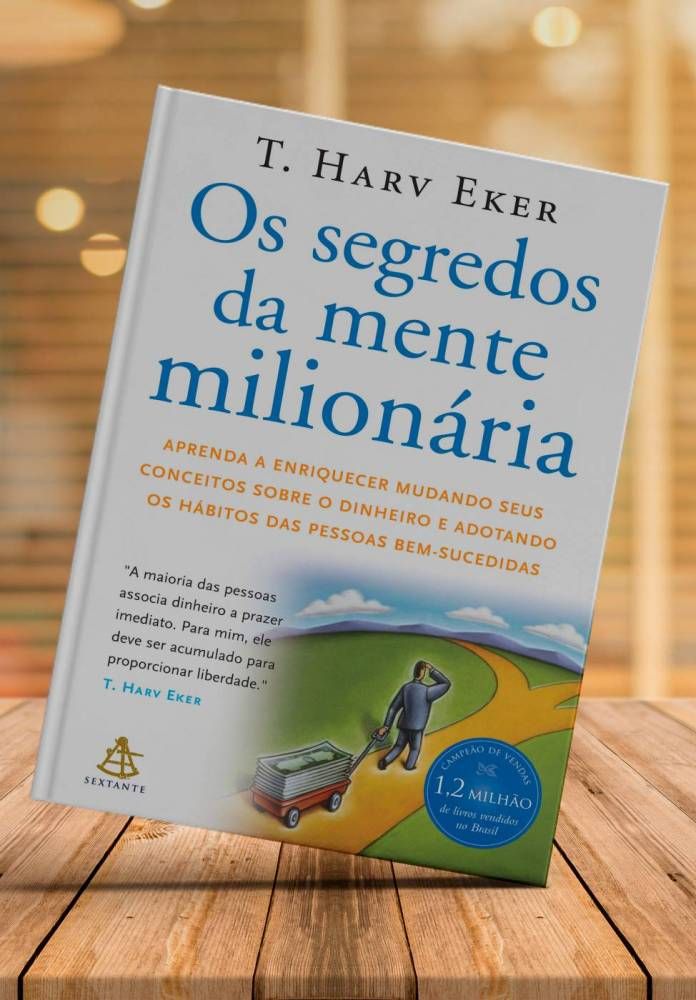 T. Harv Eker
Os segredos
da mente
milionária
APRENDA A ENRIQUECER MUDANDO SEUS
CONCEITOS SOBRE O DINHEIRO E ADOTANDO
OS HÁBITOS DAS PESSOAS BEM-SUCEDIDAS
"A maioria das pessoas
associa dinheiro a prazer
imediato. Para mim, ele
deve ser acumulado para
proporcionar liberdade."
T. Harv Eker
SEXTANTE
CAMPEÃO DE VENDAS
1,2 MILHÃO
de livros vendidos
no Brasil